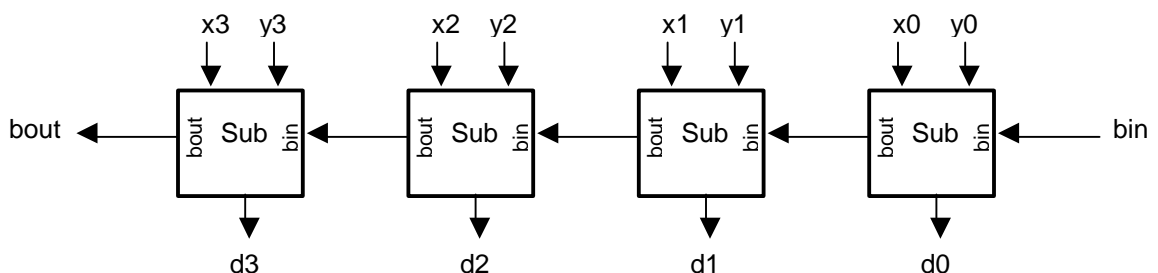 x3 y3 x2 y2 x1 y1 x0 y0
bout bout Sub bin bout Sub bin bout Sub bin bout Sub bin bin
d3 d2 d1 d0